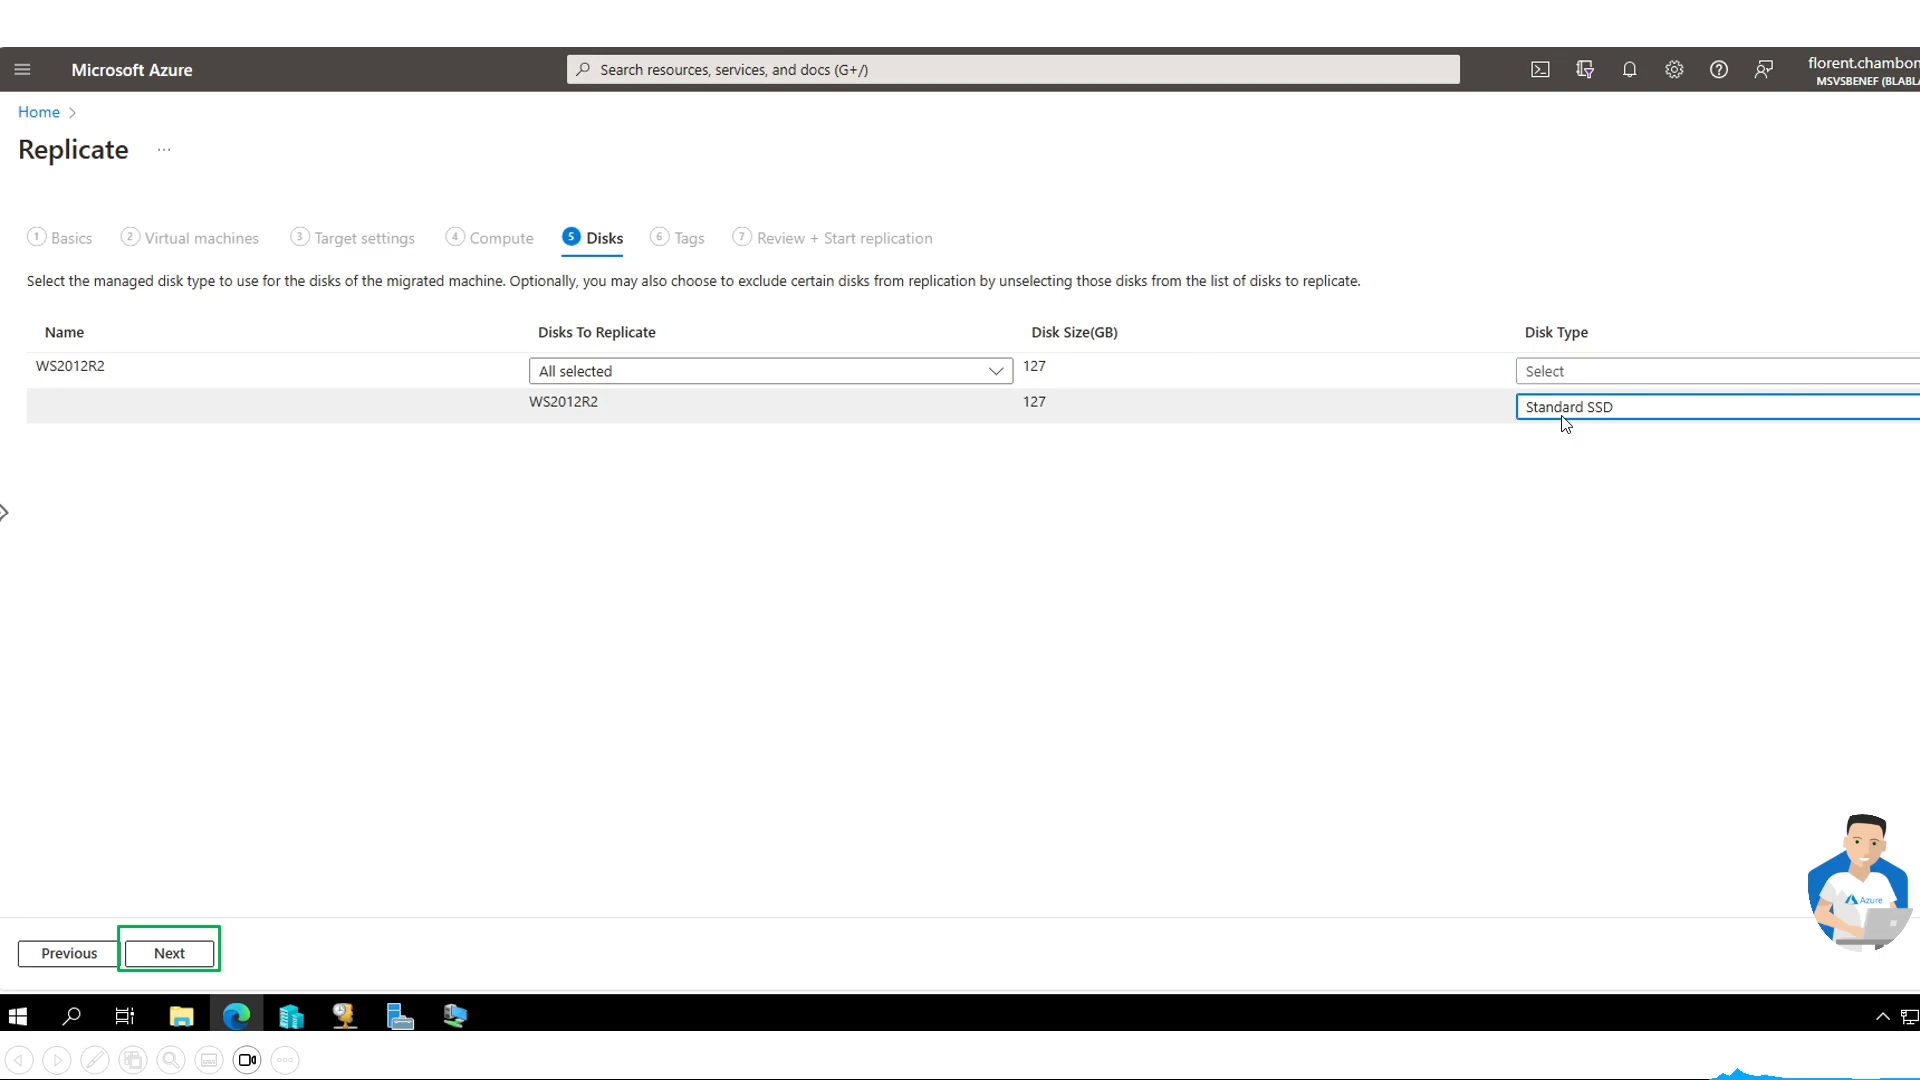 Microsoft Azure
Search resources, services, and docs (G+/)
florent.chambon
MSVSBENEF (BLABLA
Home
Replicate
1 Basics
2 Virtual machines
3 Target settings
4 Compute
5 Disks
6 Tags
7 Review + Start replication
Select the managed disk type to use for the disks of the migrated machine. Optionally, you may also choose to exclude certain disks from replication by unselecting those disks from the list of disks to replicate.
Name Disks To Replicate Disk Size(GB) Disk Type
WS2012R2 All selected 127 Select
WS2012R2 127 Standard SSD
Azure
Previous Next